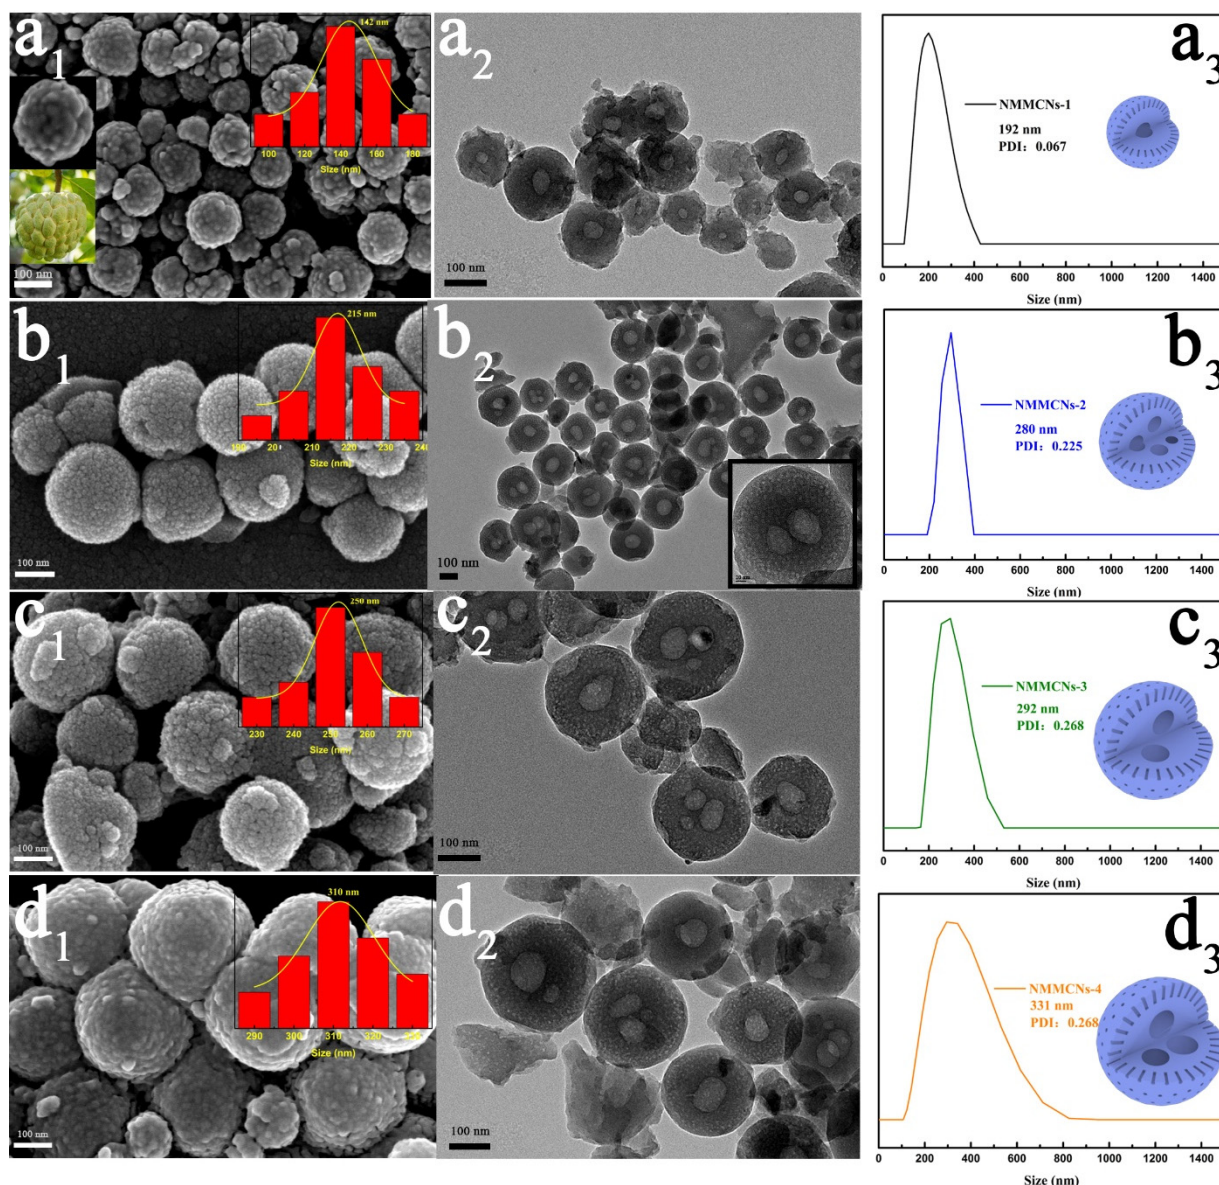 a1
142 nm
100 120 140 160 180
Size (nm)
100 nm
a2
100 nm
a3
NMMCNs-1
192 nm
PDI: 0.067
0 200 400 600 800 1000 1200 1400
Size (nm)
b1
215 nm
190 210 220 230 240
Size (nm)
100 nm
b2
100 nm
b3
NMMCNs-2
280 nm
PDI: 0.225
0 200 400 600 800 1000 1200 1400
Size (nm)
c1
250 nm
230 240 250 260 270
Size (nm)
100 nm
c2
100 nm
c3
NMMCNs-3
292 nm
PDI: 0.268
0 200 400 600 800 1000 1200 1400
Size (nm)
d1
310 nm
290 300 310 320
Size (nm)
100 nm
d2
100 nm
d3
NMMCNs-4
331 nm
PDI: 0.268
0 200 400 600 800 1000 1200 1400
Size (nm)